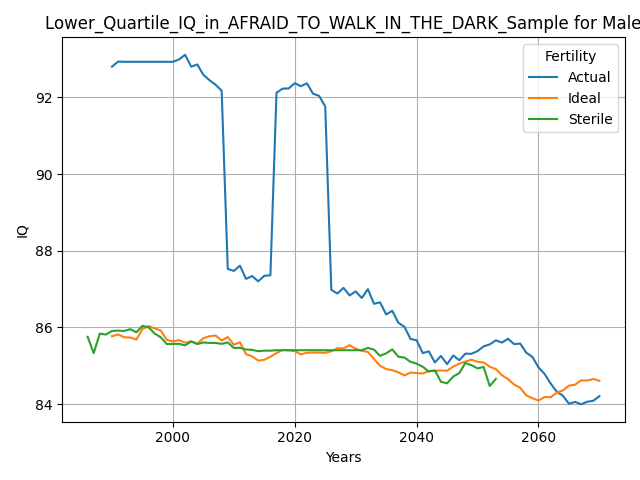 Lower_Quartile_IQ_in_AFRAID_TO_WALK_IN_THE_DARK_Sample for Male
Fertility
Actual
Ideal
Sterile
92
90
88
86
84
IQ
2000
2020
2040
2060
Years